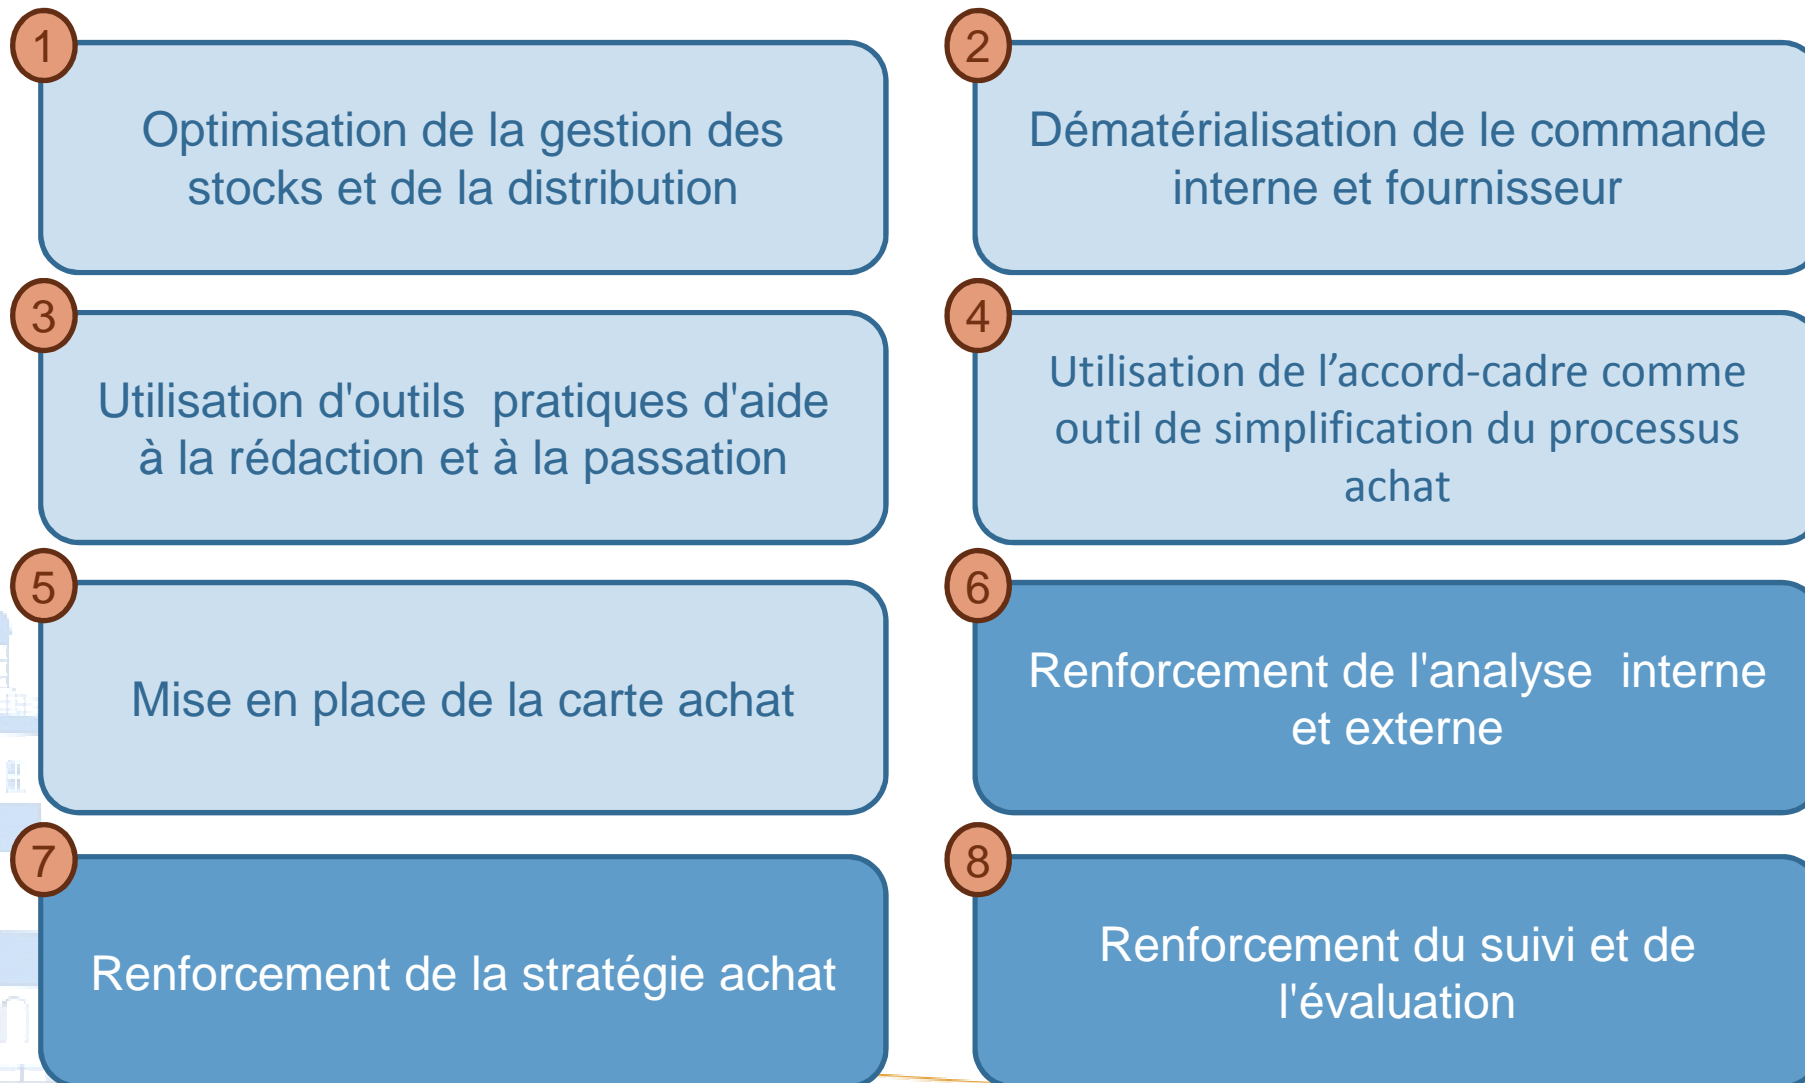 1
Optimisation de la gestion des
stocks et de la distribution
2
Dématérialisation de le commande
interne et fournisseur
3
Utilisation d'outils  pratiques d'aide
à la rédaction et à la passation
4
Utilisation de l’accord-cadre comme
outil de simplification du processus
achat
5
Mise en place de la carte achat
6
Renforcement de l'analyse  interne
et externe
7
Renforcement de la stratégie achat
8
Renforcement du suivi et de
l'évaluation